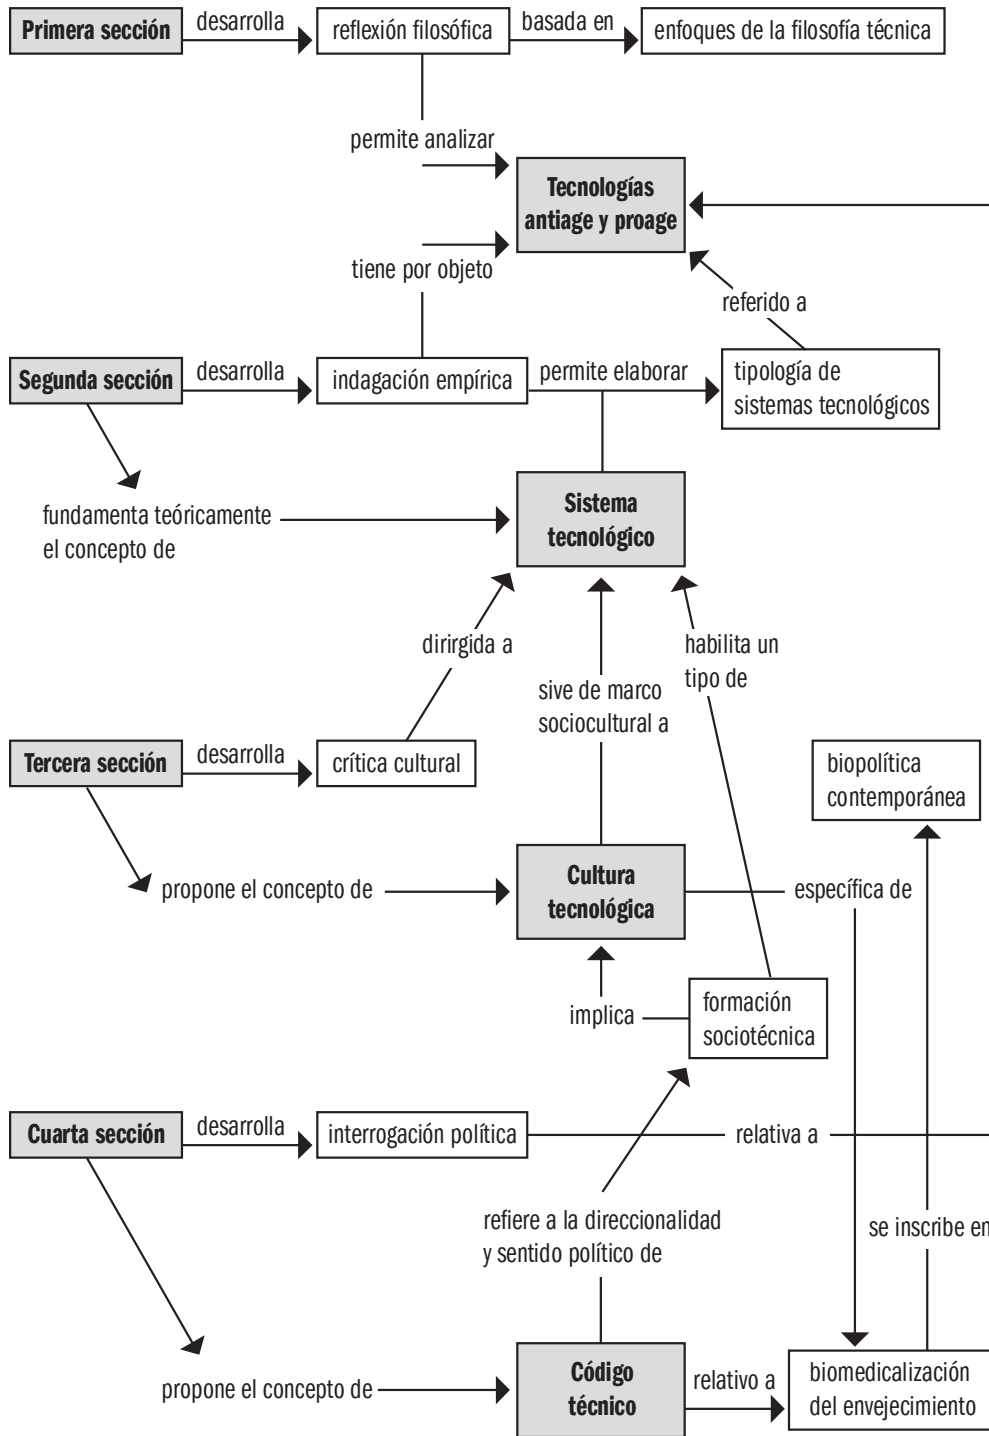 Primera sección
desarrolla
reflexión filosófica
basada en
enfoques de la filosofía técnica
permite analizar
Tecnologías
antiage y proage
tiene por objeto
referido a
Segunda sección
desarrolla
indagación empírica
permite elaborar
tipología de
sistemas tecnológicos
fundamenta teóricamente
el concepto de
Sistema
tecnológico
dirirgida a
habilita un
tipo de
sive de marco
sociocultural a
Tercera sección
desarrolla
crítica cultural
biopolítica
contemporánea
propone el concepto de
Cultura
tecnológica
específica de
implica
formación
sociotécnica
Cuarta sección
desarrolla
interrogación política
relativa a
refiere a la direccionalidad
y sentido político de
se inscribe en
propone el concepto de
Código
técnico
relativo a
biomedicalización
del envejecimiento